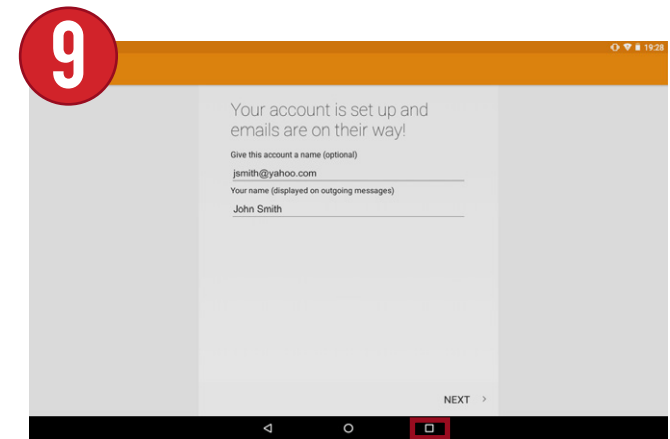 9
19:28
Your account is set up and
emails are on their way!
Give this account a name (optional)
jsmith@yahoo.com
Your name (displayed on outgoing messages)
John Smith
NEXT >